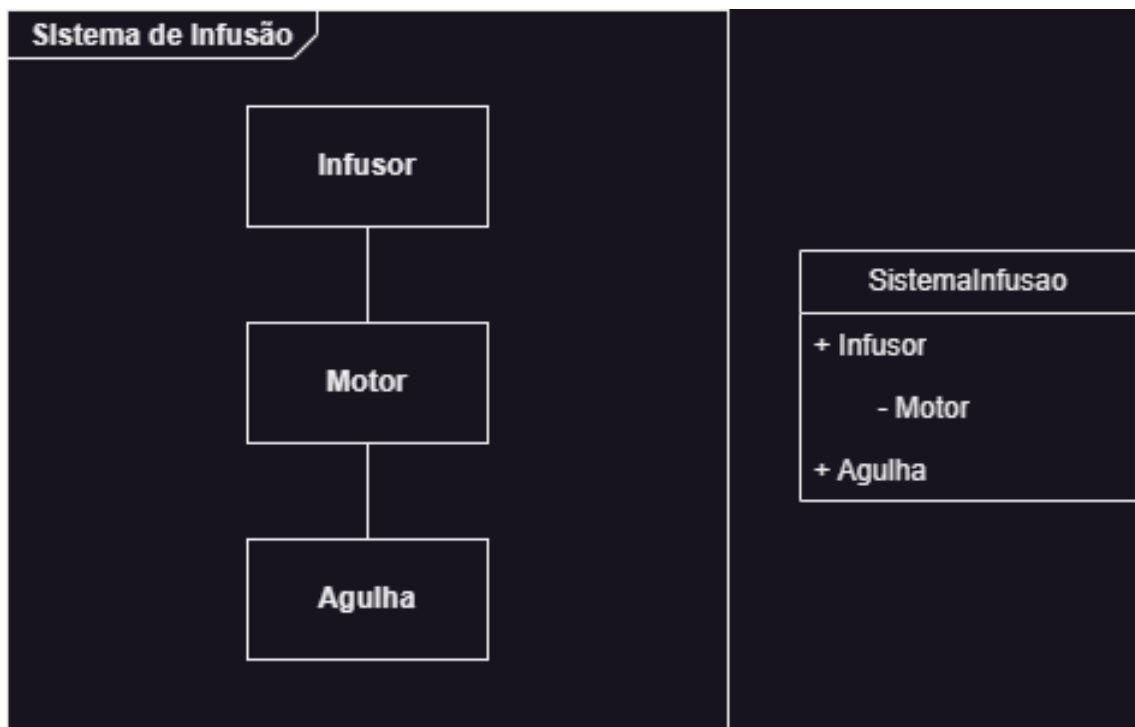 Sistema de Infusão
Infusor
Motor
Agulha
SistemaInfusao
+ Infusor
- Motor
+ Agulha